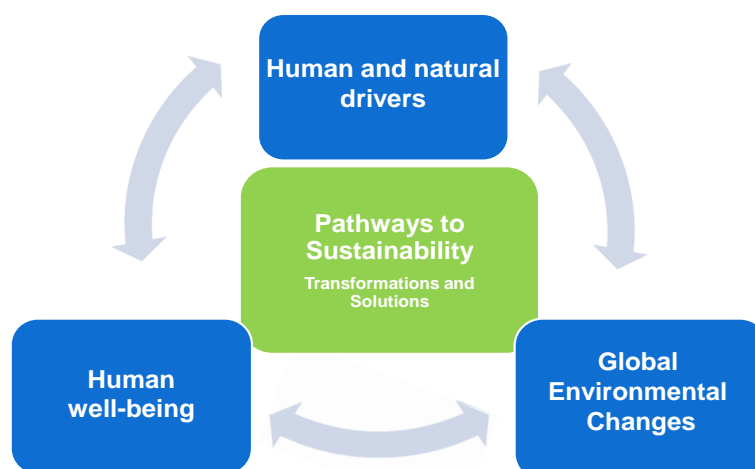 Human and natural
drivers
Pathways to
Sustainability
Transformations and
Solutions
Human
well-being
Global
Environmental
Changes